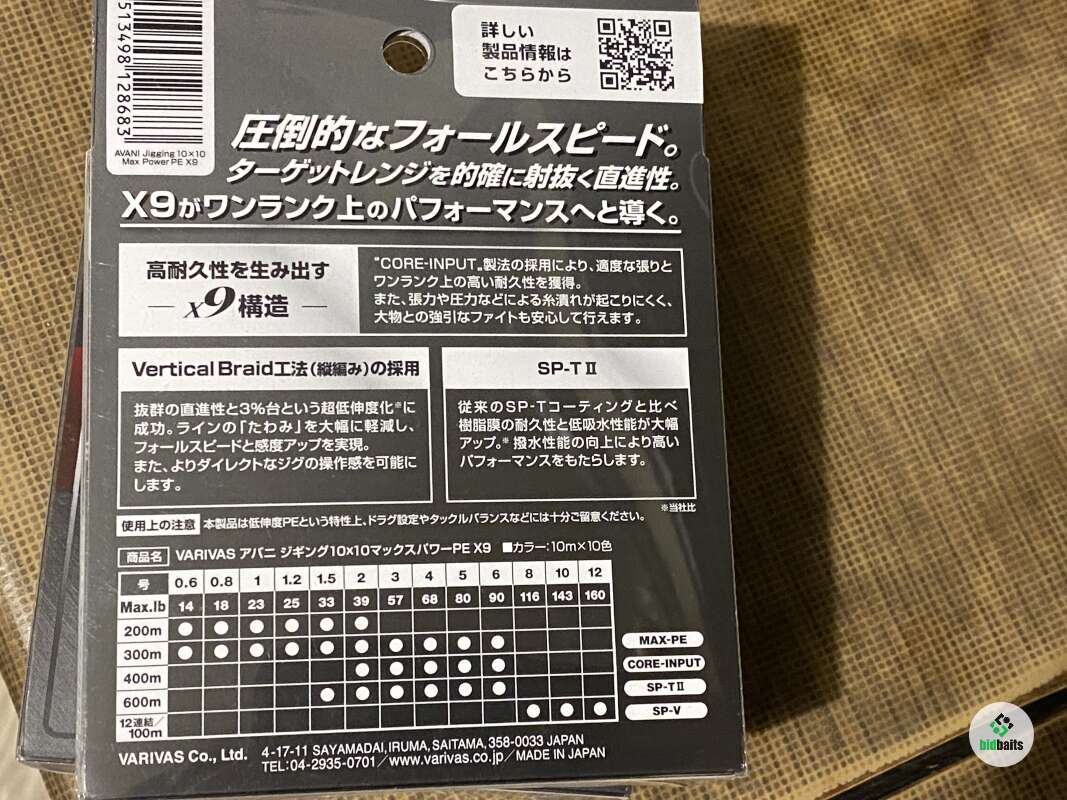 513498 128683
AVANI Jigging 10×10
Max Power PE X9
詳しい
製品情報は
こちらから
圧倒的なフォールスピード。
ターゲットレンジを的確に射抜く直進性。
X9がワンランク上のパフォーマンスへと導く。
高耐久性を生み出す
― X9構造 ―
"CORE-INPUT„製法の採用により、適度な張りと
ワンランク上の高い耐久性を獲得。
また、張力や圧力などによる糸潰れが起こりにくく、
大物との強引なファイトも安心して行えます。
Vertical Braid工法(縦編み)の採用
抜群の直進性と3%台という超低伸度化※に
成功。ラインの「たわみ」を大幅に軽減し、
フォールスピードと感度アップを実現。
また、よりダイレクトなジグの操作感を可能に
します。
SP-TⅡ
従来のSP-Tコーティングと比べ
樹脂膜の耐久性と低吸水性能が大幅
アップ。※撥水性能の向上により高い
パフォーマンスをもたらします。
※当社比
使用上の注意 本製品は低伸度PEという特性上、ドラグ設定やタックルバランスなどには十分ご留意ください。
商品名 VARIVAS アバニ ジギング10×10マックスパワーPE X9 ■カラー:10m×10色
号 0.6 0.8 1 1.2 1.5 2 3 4 5 6 8 10 12
Max.lb 14 18 23 25 33 39 57 68 80 90 116 143 160
200m ● ● ● ● ● ●
300m ● ● ● ● ● ● ● ● ● ●
400m ● ● ● ● ●
600m ● ● ● ● ● ●
12連結/
100m ● ● ●
MAX-PE
CORE-INPUT
SP-TⅡ
SP-V
VARIVAS Co., Ltd. 4-17-11 SAYAMADAI, IRUMA, SAITAMA, 358-0033 JAPAN
TEL:04-2935-0701/www.varivas.co.jp/MADE IN JAPAN
bidbaits